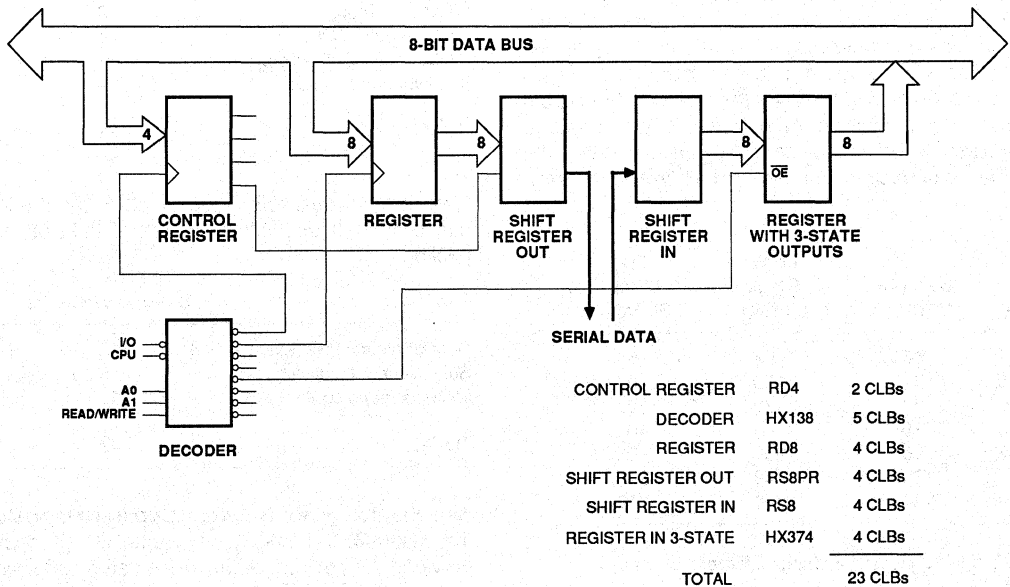 8-BIT DATA BUS
4
8
8
8
8
OE
CONTROL
REGISTER
REGISTER
SHIFT
REGISTER
OUT
SHIFT
REGISTER
IN
REGISTER
WITH 3-STATE
OUTPUTS
SERIAL DATA
I/O
CPU
A0
A1
READ/WRITE
DECODER
CONTROL REGISTER RD4 2 CLBs
DECODER HX138 5 CLBs
REGISTER RD8 4 CLBs
SHIFT REGISTER OUT RS8PR 4 CLBs
SHIFT REGISTER IN RS8 4 CLBs
REGISTER IN 3-STATE HX374 4 CLBs
TOTAL 23 CLBs